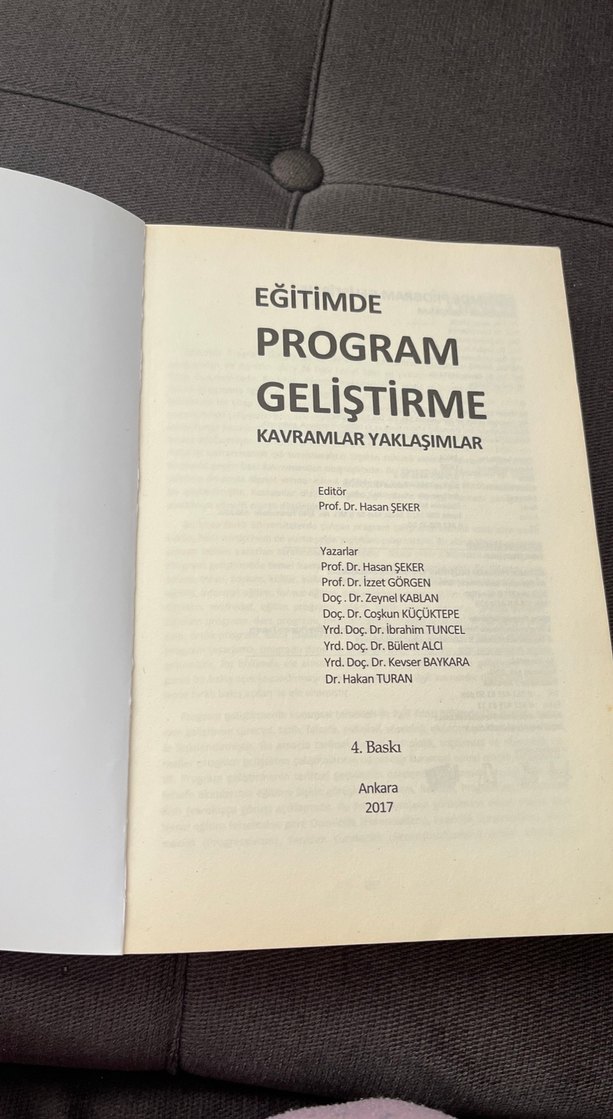 EĞİTİMDE
PROGRAM
GELİŞTİRME
KAVRAMLAR YAKLAŞIMLAR
Editör
Prof. Dr. Hasan ŞEKER
Yazarlar
Prof. Dr. Hasan ŞEKER
Prof. Dr. İzzet GÖRGEN
Doç . Dr. Zeynel KABLAN
Doç. Dr. Coşkun KÜÇÜKTEPE
Yrd. Doç. Dr. İbrahim TUNCEL
Yrd. Doç. Dr. Bülent ALCI
Yrd. Doç. Dr. Kevser BAYKARA
Dr. Hakan TURAN
4. Baskı
Ankara
2017